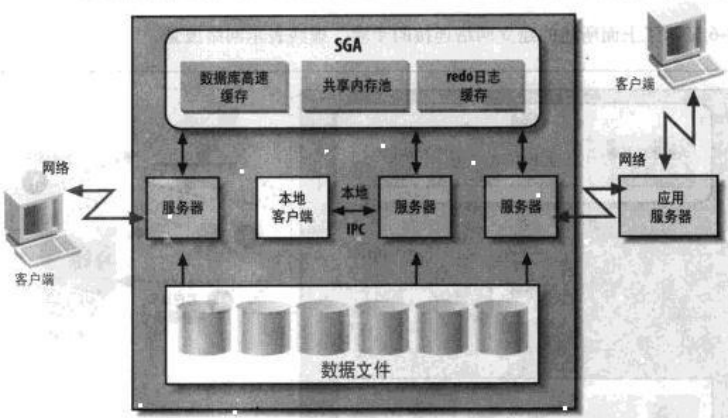 SGA
数据库高速
缓存
共享内存池
redo日志
缓存
客户端
网络
网络
服务器
本地
客户端
本地
IPC
服务器
服务器
应用
服务器
客户端
数据文件